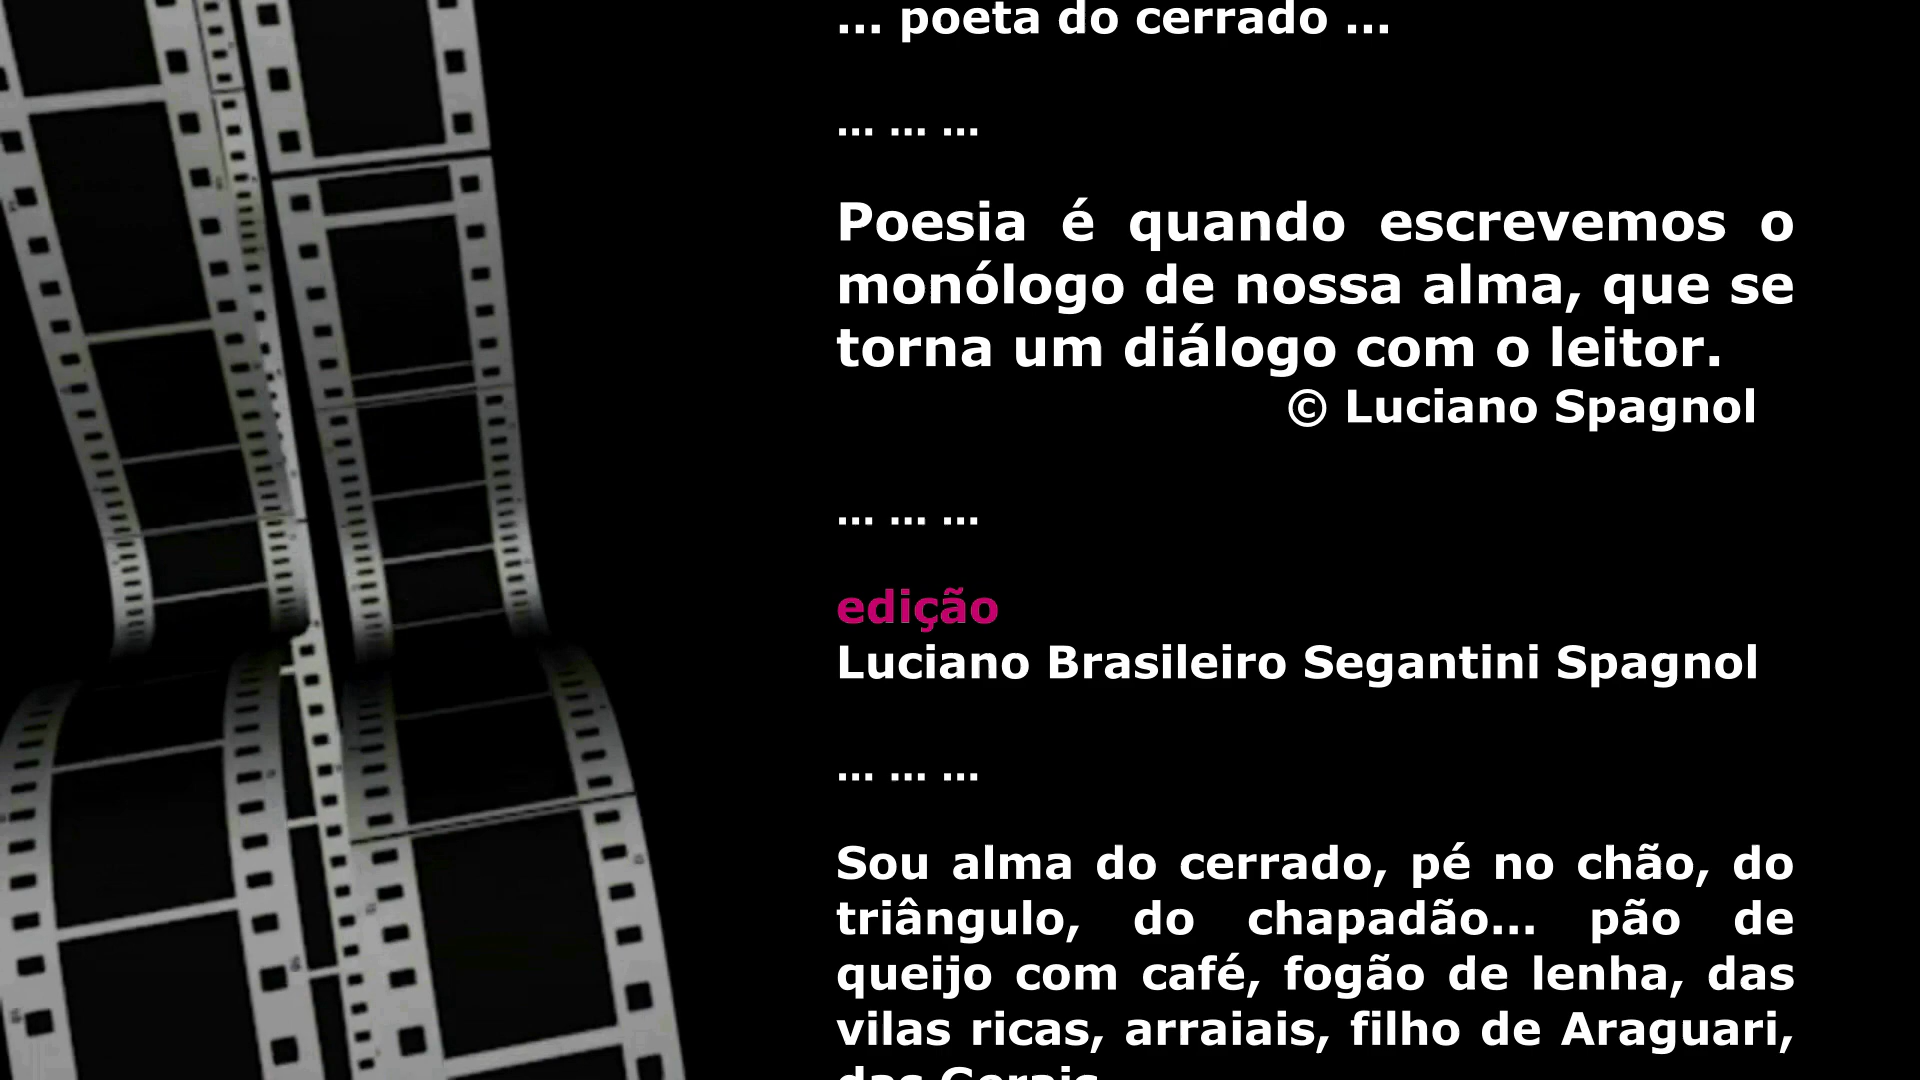 ... poeta do cerrado ...
... ... ...
Poesia é quando escrevemos o
monólogo de nossa alma, que se
torna um diálogo com o leitor.
© Luciano Spagnol
... ... ...
edição
Luciano Brasileiro Segantini Spagnol
... ... ...
Sou alma do cerrado, pé no chão, do
triângulo, do chapadão... pão de
queijo com café, fogão de lenha, das
vilas ricas, arraiais, filho de Araguari,
das Gerais